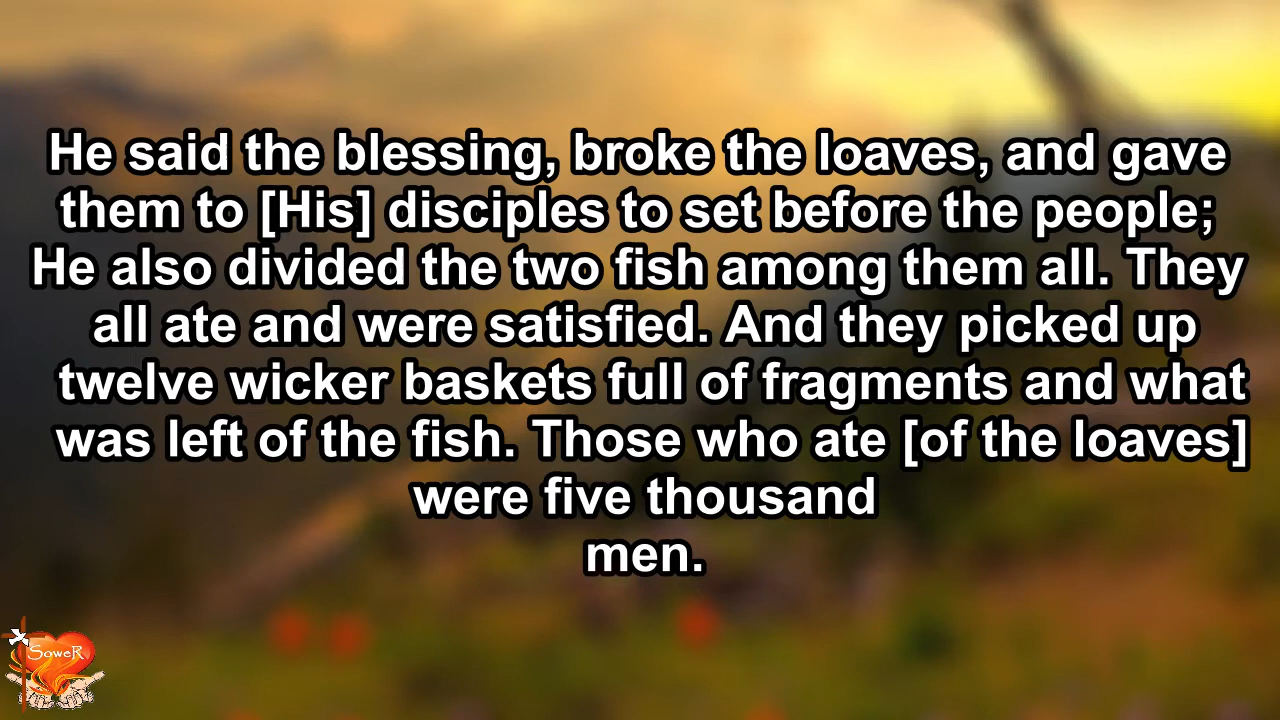 He said the blessing, broke the loaves, and gave
them to [His] disciples to set before the people;
He also divided the two fish among them all. They
all ate and were satisfied. And they picked up
twelve wicker baskets full of fragments and what
was left of the fish. Those who ate [of the loaves]
were five thousand
men.
SoweR